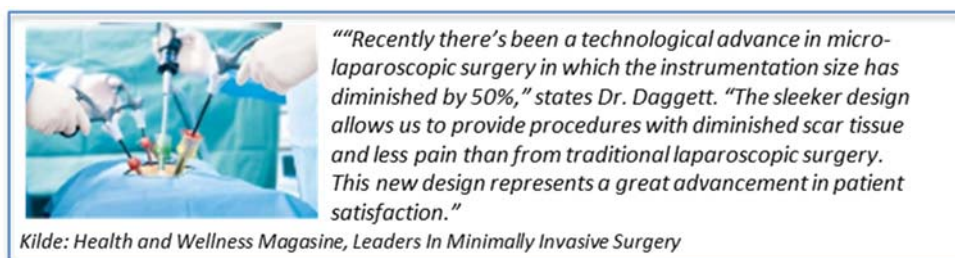 ““Recently there’s been a technological advance in micro-
laparoscopic surgery in which the instrumentation size has
diminished by 50%,” states Dr. Daggett. “The sleeker design
allows us to provide procedures with diminished scar tissue
and less pain than from traditional laparoscopic surgery.
This new design represents a great advancement in patient
satisfaction.”
Kilde: Health and Wellness Magasine, Leaders In Minimally Invasive Surgery